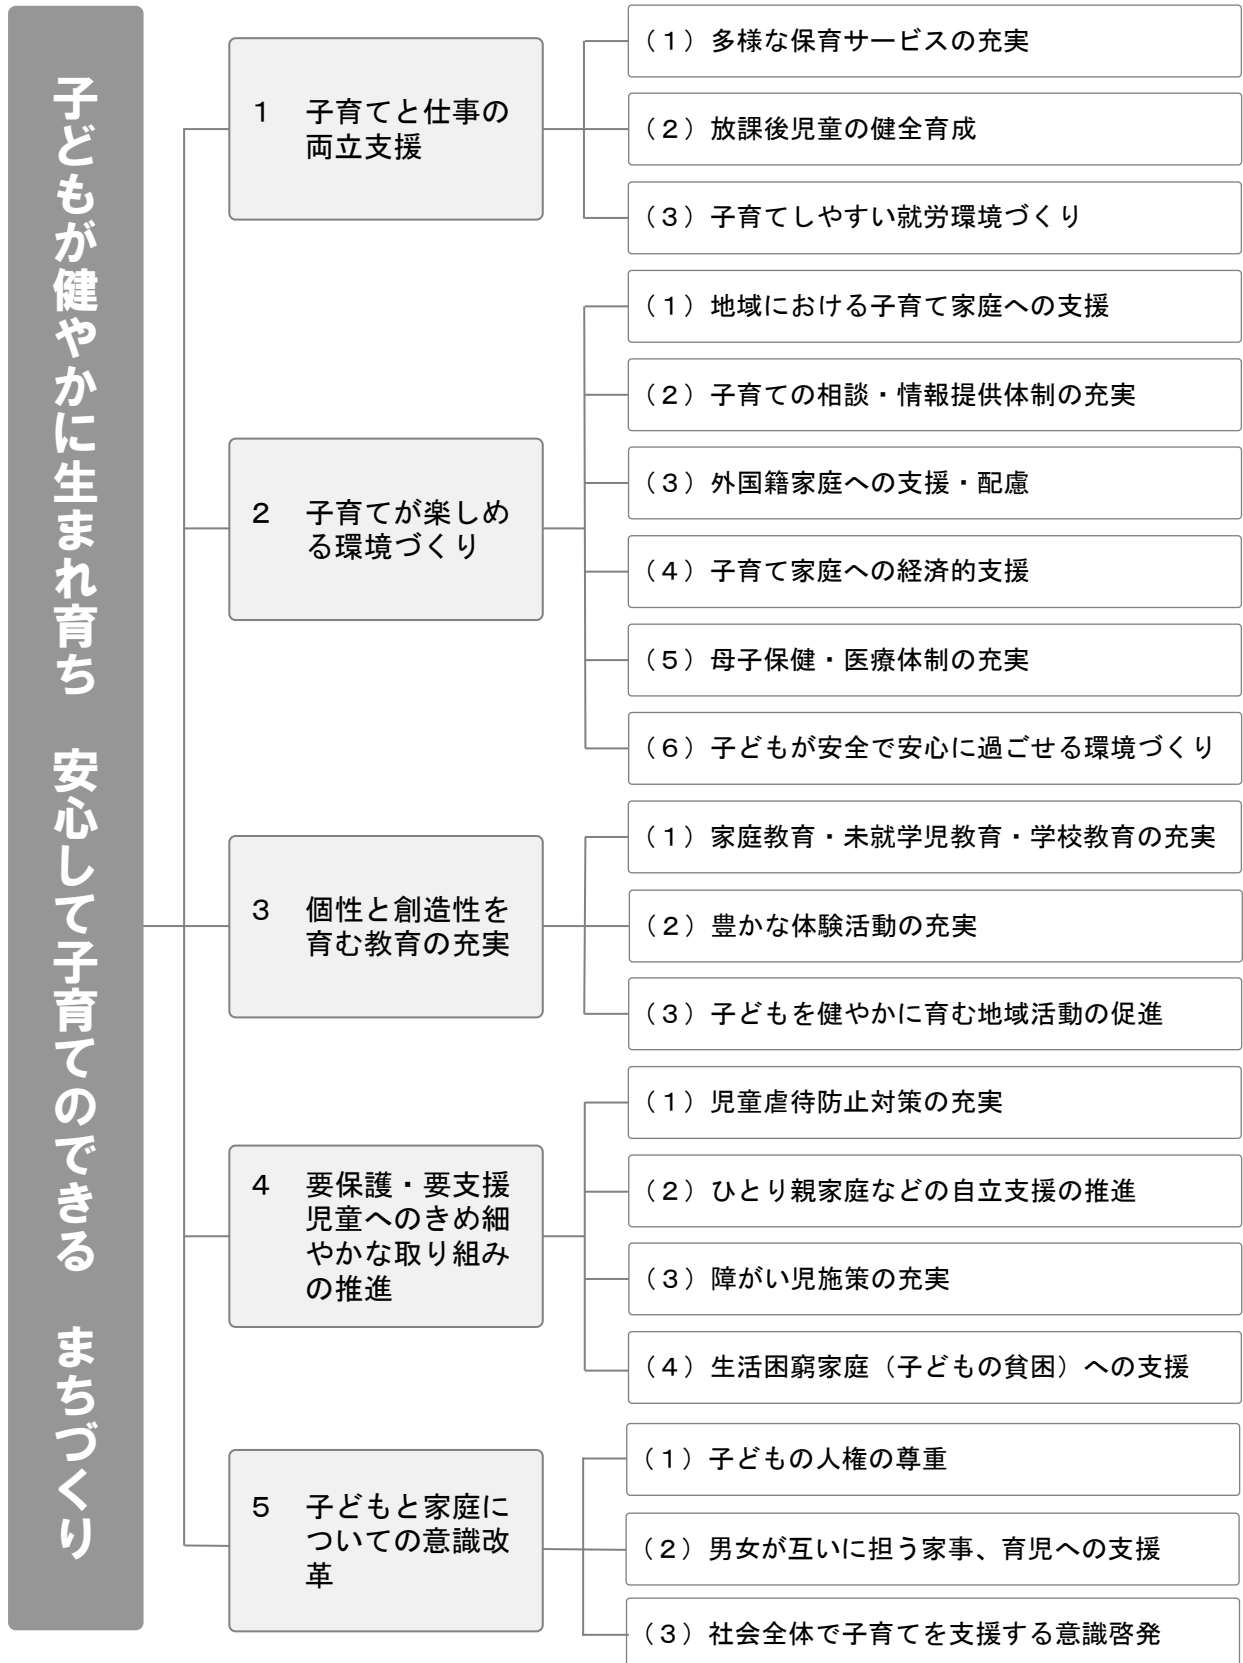 子どもが健やかに生まれ育ち　安心して子育てのできる　まちづくり
１　子育てと仕事の
両立支援
（１）多様な保育サービスの充実
（２）放課後児童の健全育成
（３）子育てしやすい就労環境づくり
２　子育てが楽しめ
る環境づくり
（１）地域における子育て家庭への支援
（２）子育ての相談・情報提供体制の充実
（３）外国籍家庭への支援・配慮
（４）子育て家庭への経済的支援
（５）母子保健・医療体制の充実
（６）子どもが安全で安心に過ごせる環境づくり
３　個性と創造性を
育む教育の充実
（１）家庭教育・未就学児教育・学校教育の充実
（２）豊かな体験活動の充実
（３）子どもを健やかに育む地域活動の促進
４　要保護・要支援
児童へのきめ細
やかな取り組み
の推進
（１）児童虐待防止対策の充実
（２）ひとり親家庭などの自立支援の推進
（３）障がい児施策の充実
（４）生活困窮家庭（子どもの貧困）への支援
５　子どもと家庭に
ついての意識改
革
（１）子どもの人権の尊重
（２）男女が互いに担う家事、育児への支援
（３）社会全体で子育てを支援する意識啓発